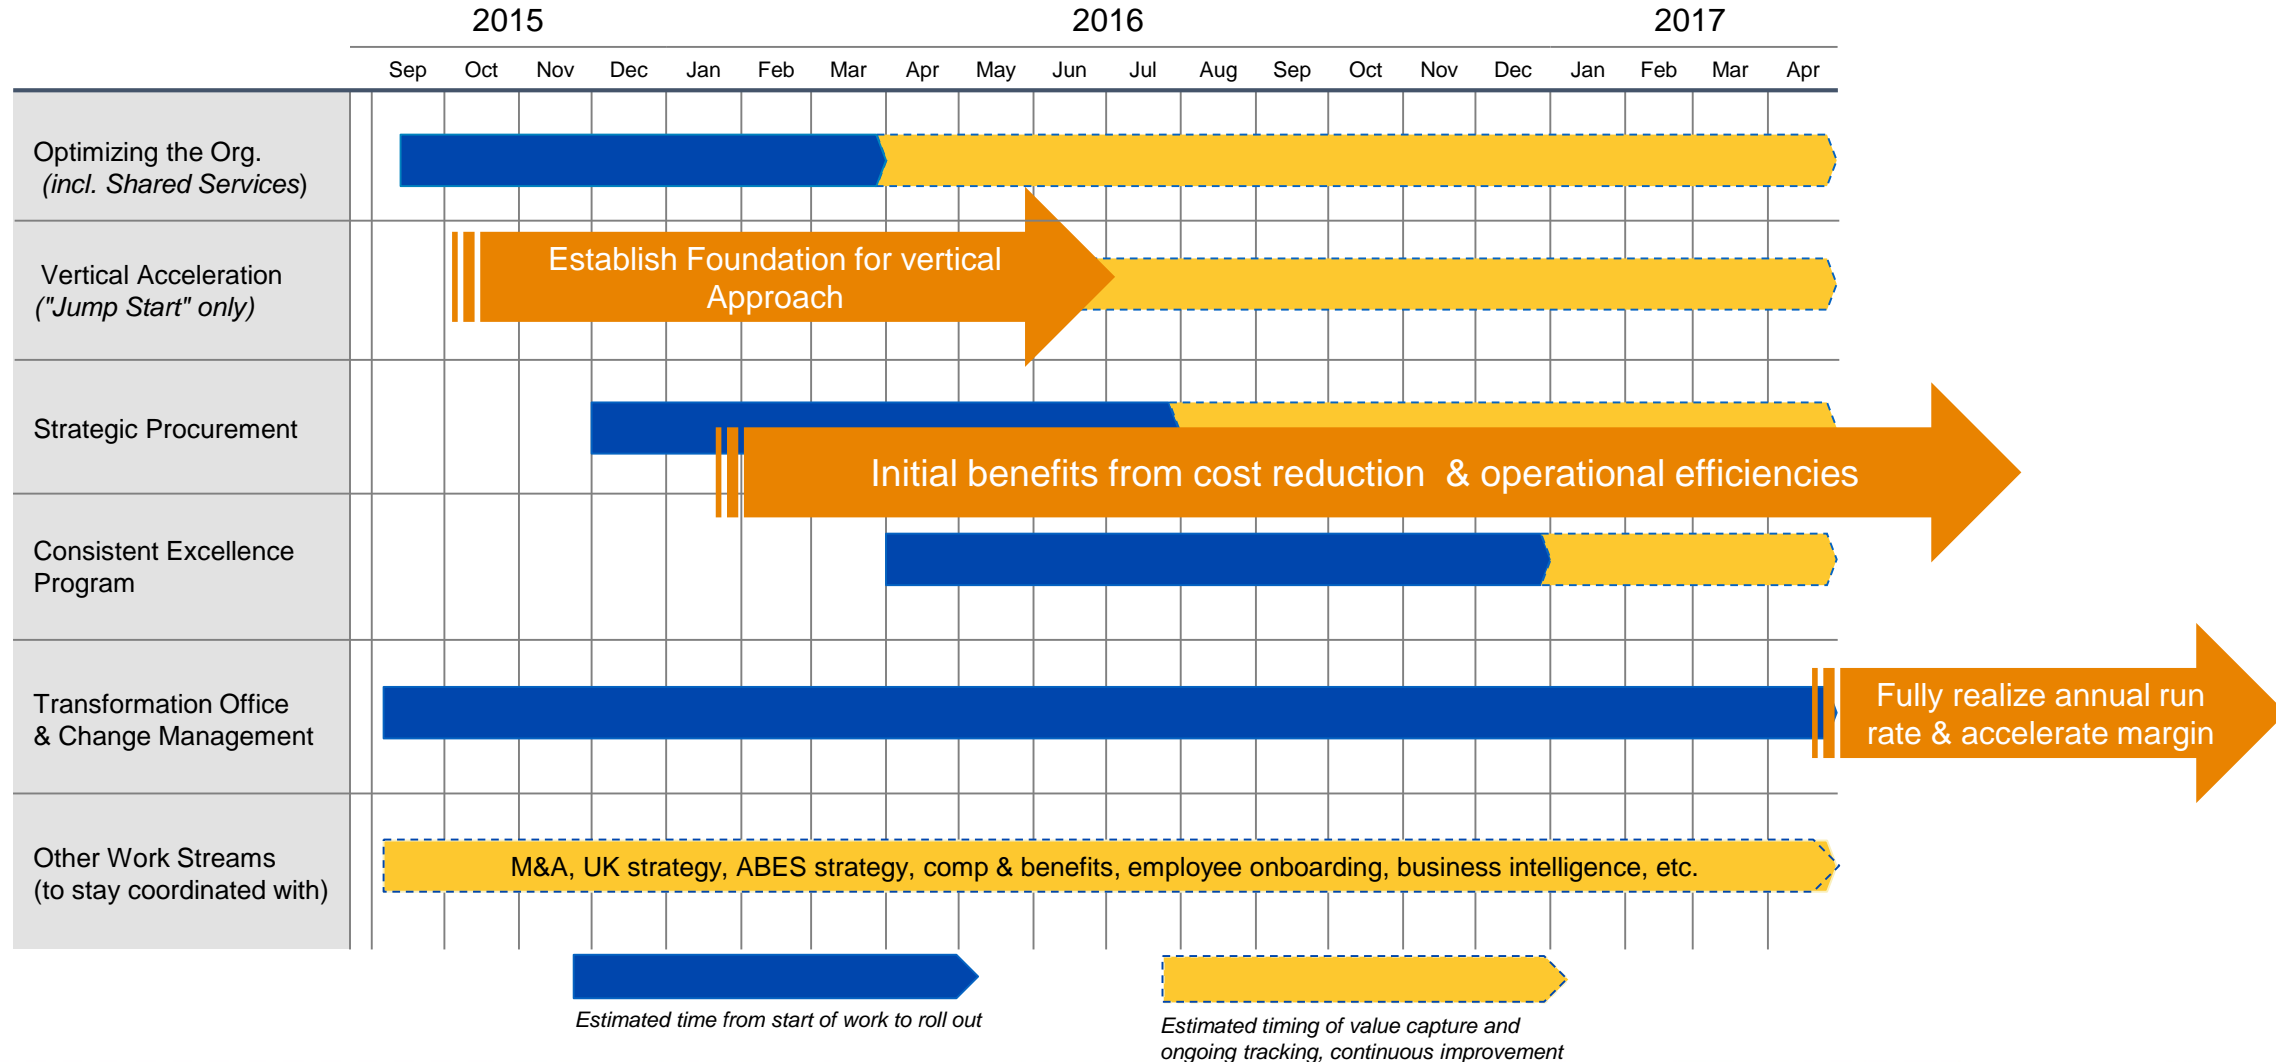 2015 2016 2017
Sep Oct Nov Dec Jan Feb Mar Apr May Jun Jul Aug Sep Oct Nov Dec Jan Feb Mar Apr
Optimizing the Org.
(incl. Shared Services)
Vertical Acceleration
("Jump Start" only)
Establish Foundation for vertical
Approach
Strategic Procurement
Initial benefits from cost reduction & operational efficiencies
Consistent Excellence
Program
Transformation Office
& Change Management
Fully realize annual run
rate & accelerate margin
Other Work Streams
(to stay coordinated with)
M&A, UK strategy, ABES strategy, comp & benefits, employee onboarding, business intelligence, etc.
Estimated time from start of work to roll out
Estimated timing of value capture and
ongoing tracking, continuous improvement